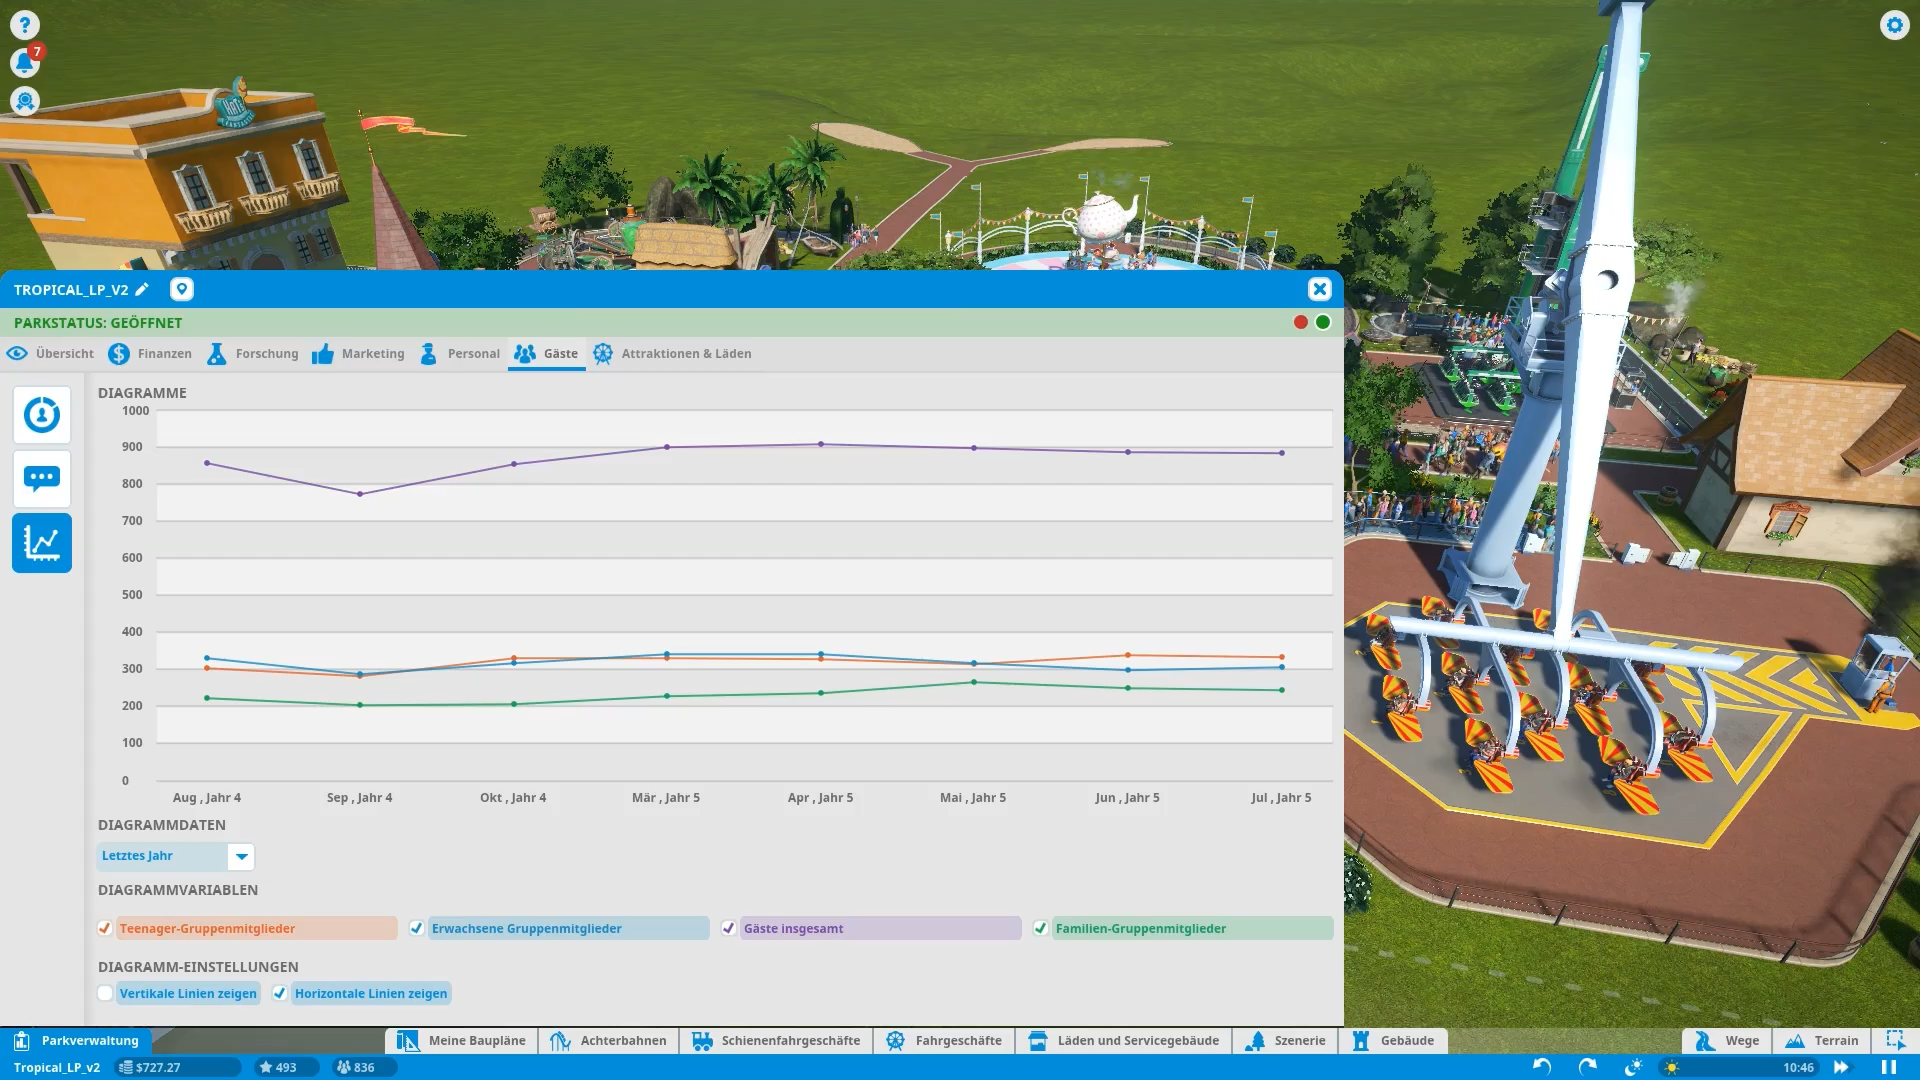 7
TROPICAL_LP_V2
PARKSTATUS: GEÖFFNET
Übersicht
Finanzen
Forschung
Marketing
Personal
Gäste
Attraktionen & Läden
DIAGRAMME
1000
900
800
700
600
500
400
300
200
100
0
Aug , Jahr 4
Sep , Jahr 4
Okt , Jahr 4
Mär, Jahr 5
Apr, Jahr 5
Mai, Jahr 5
Jun , Jahr 5
Jul , Jahr 5
DIAGRAMMDATEN
Letztes Jahr
DIAGRAMMVARIABLEN
Teenager-Gruppenmitglieder
Erwachsene Gruppenmitglieder
Gäste insgesamt
Familien-Gruppenmitglieder
DIAGRAMM-EINSTELLUNGEN
Vertikale Linien zeigen
Horizontale Linien zeigen
Parkverwaltung
Meine Baupläne
Achterbahnen
Schienenfahrgeschäfte
Fahrgeschäfte
Läden und Servicegebäude
Szenerie
Gebäude
Wege
Terrain
Tropical_LP_v2
$727.27
493
836
10:46